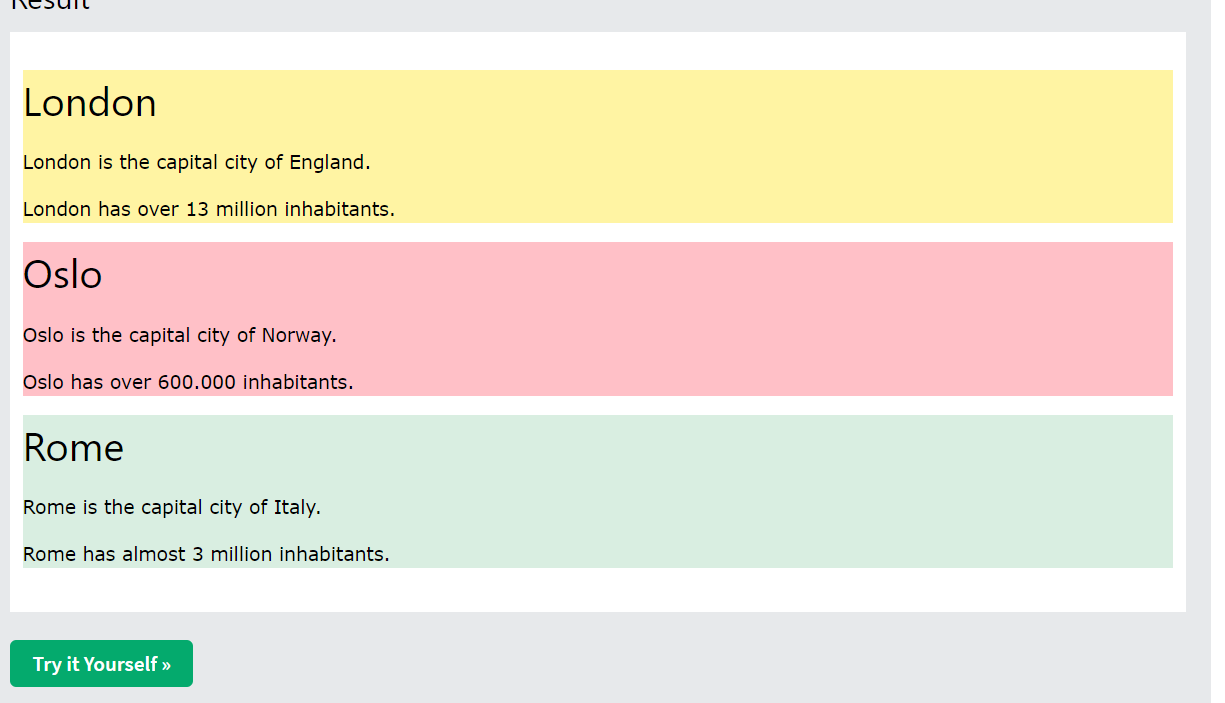 Result
London
London is the capital city of England.
London has over 13 million inhabitants.
Oslo
Oslo is the capital city of Norway.
Oslo has over 600.000 inhabitants.
Rome
Rome is the capital city of Italy.
Rome has almost 3 million inhabitants.
Try it Yourself »